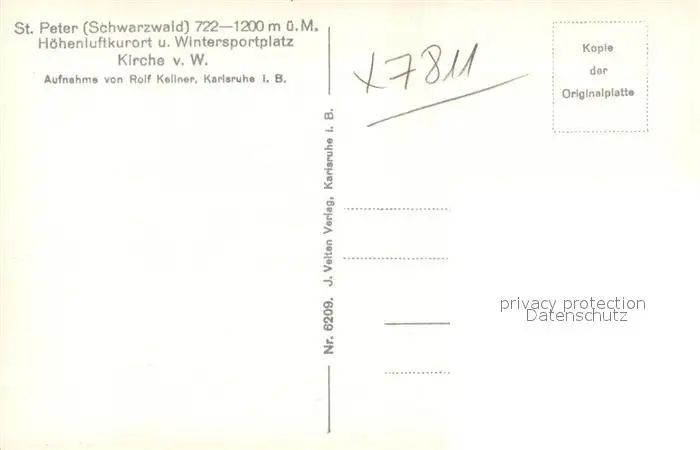 St. Peter (Schwarzwald) 722—1200 m ü. M.
Höhenluftkurort u. Wintersportplatz
Kirche v. W.
Aufnahme von Rolf Kellner, Karlsruhe i. B.
Nr. 6209. J. Velten Verlag, Karlsruhe i. B.
x7811
Kopie
der
Originalplatte
privacy protection
Datenschutz